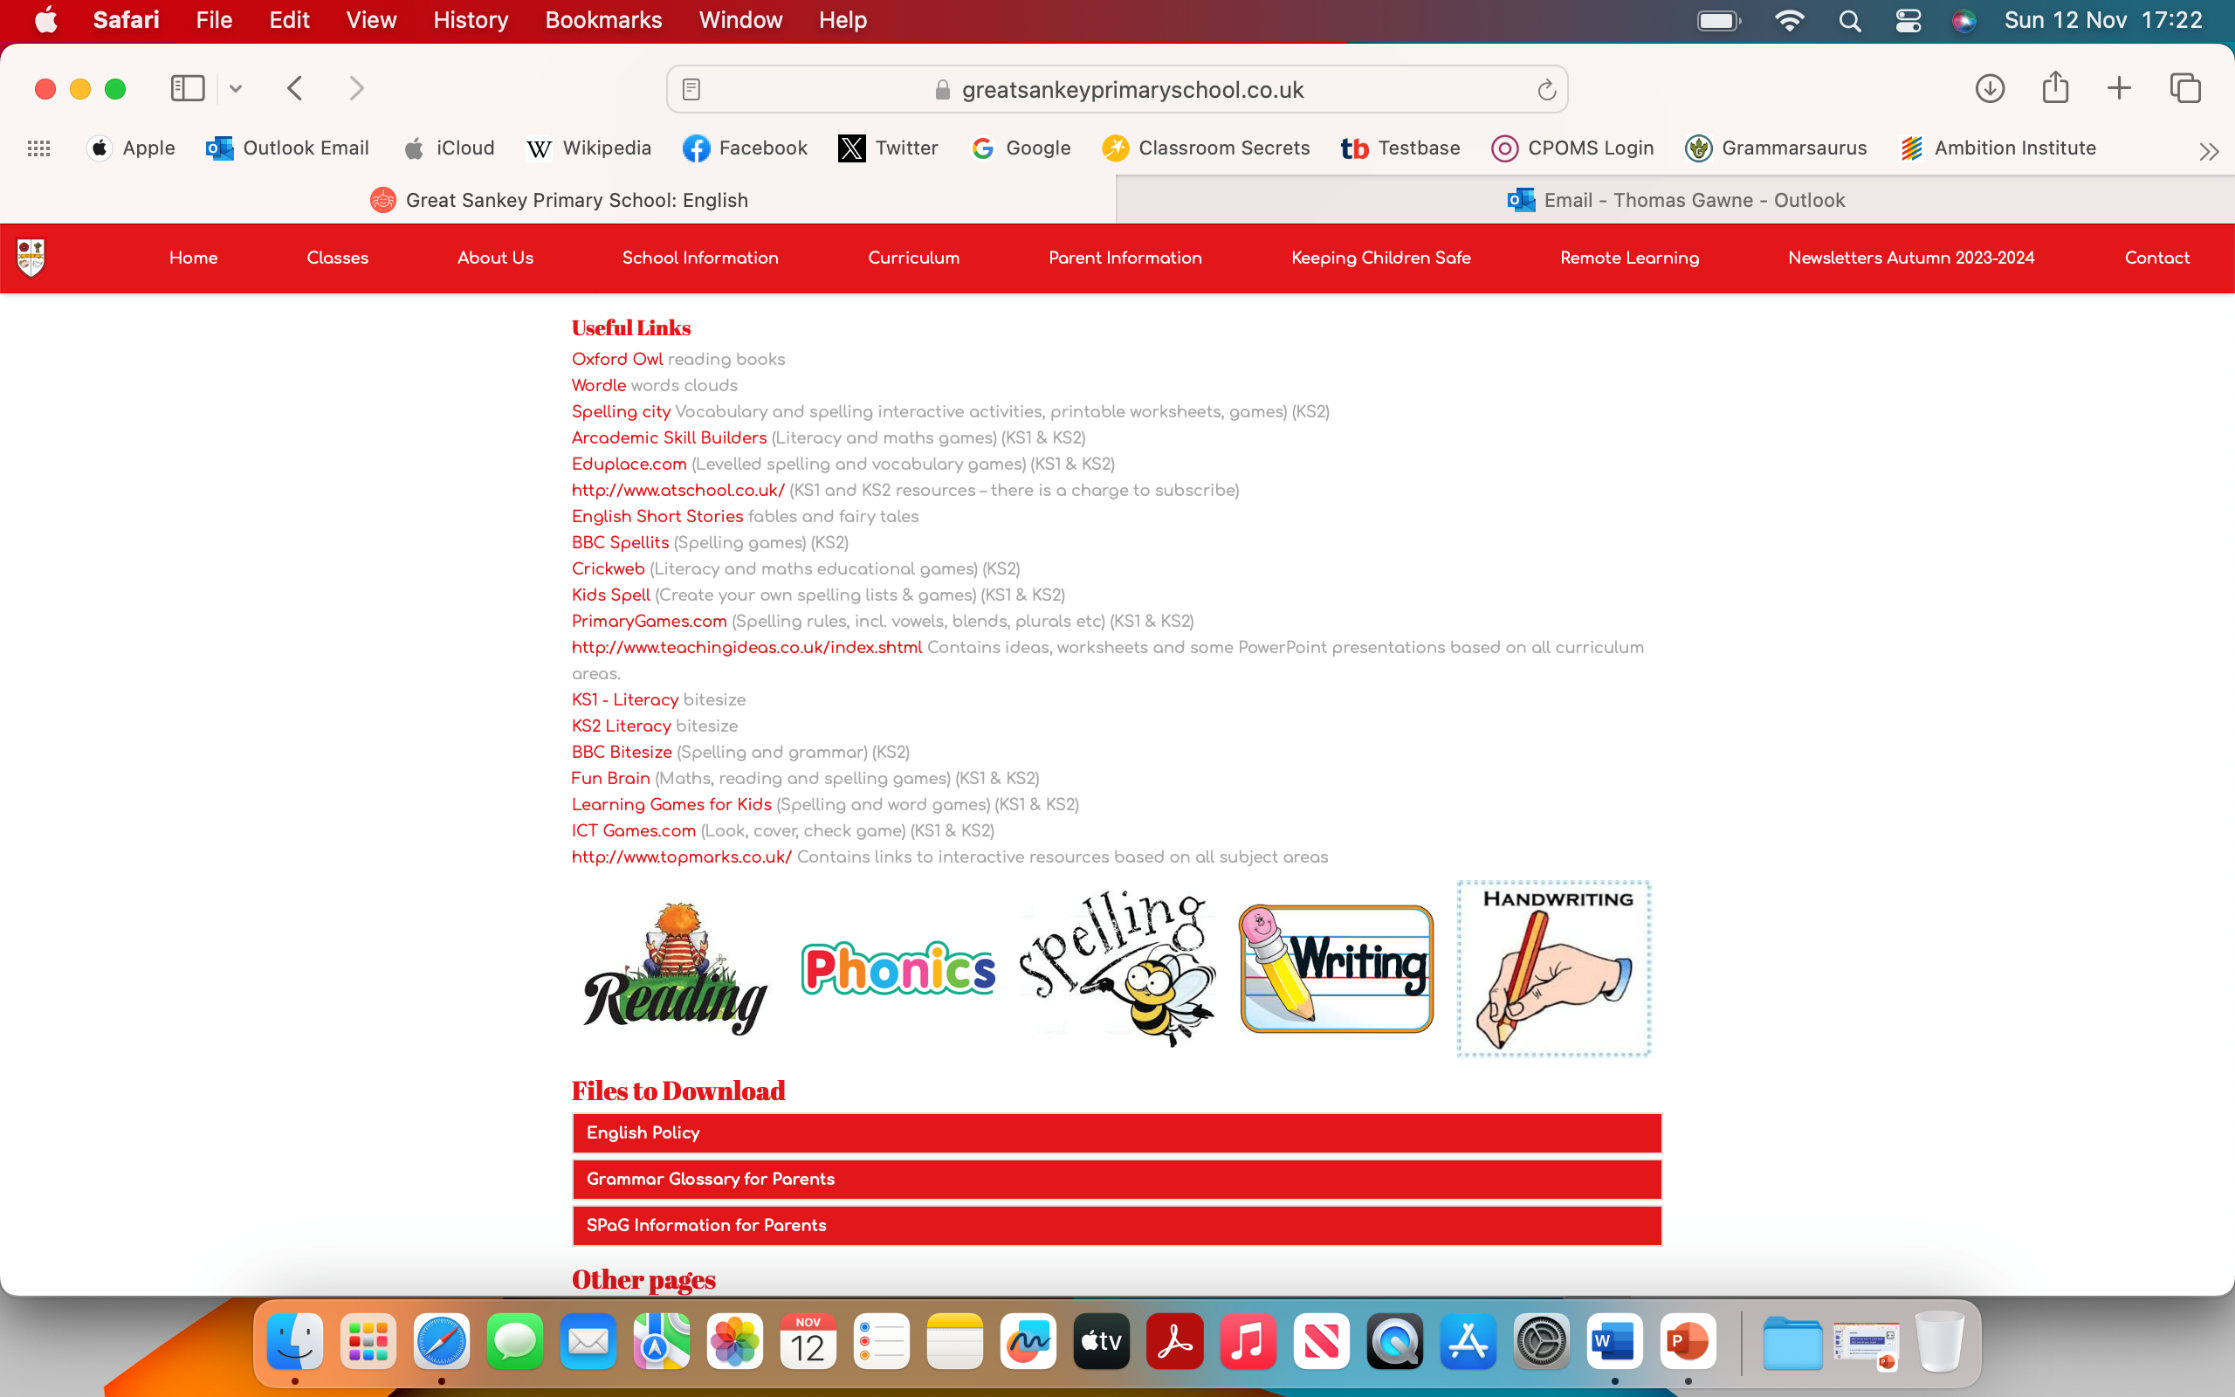 Safari File Edit View History Bookmarks Window Help Sun 12 Nov 17:22
greatsankeyprimaryschool.co.uk
Apple Outlook Email iCloud Wikipedia Facebook Twitter Google Classroom Secrets Testbase CPOMS Login Grammarsaurus Ambition Institute
Great Sankey Primary School: English Email - Thomas Gawne - Outlook
Home Classes About Us School Information Curriculum Parent Information Keeping Children Safe Remote Learning Newsletters Autumn 2023-2024 Contact
Useful Links
Oxford Owl reading books
Wordle words clouds
Spelling city Vocabulary and spelling interactive activities, printable worksheets, games) (KS2)
Arcademic Skill Builders (Literacy and maths games) (KS1 & KS2)
Eduplace.com (Levelled spelling and vocabulary games) (KS1 & KS2)
http://www.atschool.co.uk/ (KS1 and KS2 resources – there is a charge to subscribe)
English Short Stories fables and fairy tales
BBC Spellits (Spelling games) (KS2)
Crickweb (Literacy and maths educational games) (KS2)
Kids Spell (Create your own spelling lists & games) (KS1 & KS2)
PrimaryGames.com (Spelling rules, incl. vowels, blends, plurals etc) (KS1 & KS2)
http://www.teachingideas.co.uk/index.shtml Contains ideas, worksheets and some PowerPoint presentations based on all curriculum
areas.
KS1 - Literacy bitesize
KS2 Literacy bitesize
BBC Bitesize (Spelling and grammar) (KS2)
Fun Brain (Maths, reading and spelling games) (KS1 & KS2)
Learning Games for Kids (Spelling and word games) (KS1 & KS2)
ICT Games.com (Look, cover, check game) (KS1 & KS2)
http://www.topmarks.co.uk/ Contains links to interactive resources based on all subject areas
Reading Phonics Spelling Writing HANDWRITING
Files to Download
English Policy
Grammar Glossary for Parents
SPaG Information for Parents
Other pages
NOV
12 tv W P